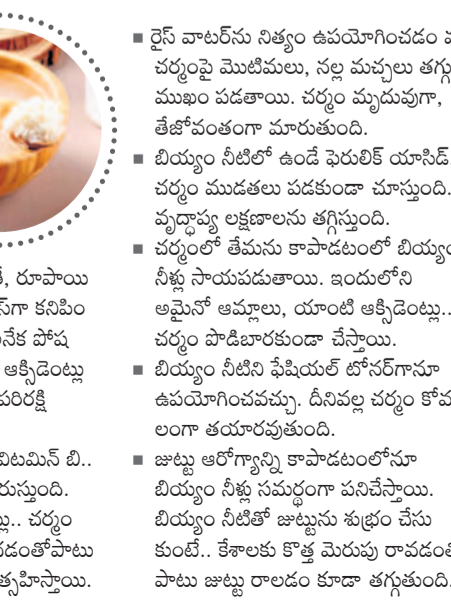 తే, రూపాయి
స్‌గా కనిపిం
నేక పోష
ఆక్సిడెంట్లు
పరిరక్షి
విటమిన్ బి..
రుస్తుంది.
ల్లు.. చర్మం
డడంతోపాటు
త్సహిస్తాయి.
రైస్ వాటర్‌ను నిత్యం ఉపయోగించడం
చర్మంపై మొటిమలు, నల్ల మచ్చలు తగ్గు
ముఖం పడతాయి. చర్మం మృదువుగా,
తేజోవంతంగా మారుతుంది.
బియ్యం నీటిలో ఉండే ఫెరులిక్ యాసిడ్
చర్మం ముడతలు పడకుండా చూస్తుంది.
వృద్ధాప్య లక్షణాలను తగ్గిస్తుంది.
చర్మంలో తేమను కాపాడటంలో బియ్యం
నీళ్లు సాయపడుతాయి. ఇందులోని
అమైనో ఆమ్లాలు, యాంటి ఆక్సిడెంట్లు..
చర్మం పొడిబారకుండా చేస్తాయి.
బియ్యం నీటిని ఫేషియల్ టోనర్‌గానూ
ఉపయోగించవచ్చు. దీనివల్ల చర్మం కోమ
లంగా తయారవుతుంది.
జుట్టు ఆరోగ్యాన్ని కాపాడటంలోనూ
బియ్యం నీళ్లు సమర్థంగా పనిచేస్తాయి.
బియ్యం నీటితో జుట్టును శుభ్రం చేసు
కుంటే.. కేశాలకు కొత్త మెరుపు రావడంతో
పాటు జుట్టు రాలడం కూడా తగ్గుతుంది.